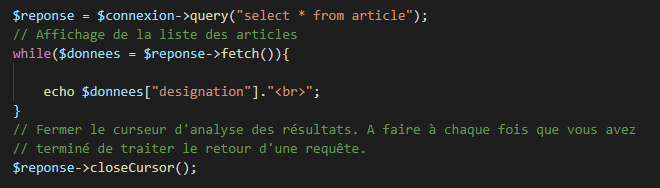 $reponse = $connexion->query("select * from article");
// Affichage de la liste des articles
while($donnees = $reponse->fetch()){
echo $donnees["designation"]."<br>";
}
// Fermer le curseur d'analyse des résultats. A faire à chaque fois que vous avez
// terminé de traiter le retour d'une requête.
$reponse->closeCursor();